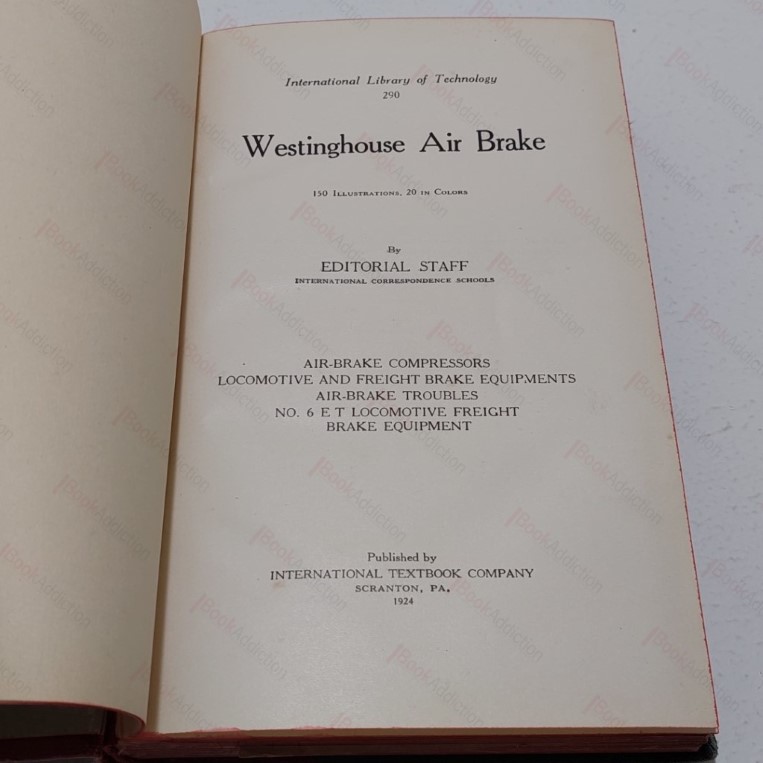 International Library of Technology
290
Westinghouse Air Brake
150 Illustrations, 20 in Colors
By
EDITORIAL STAFF
INTERNATIONAL CORRESPONDENCE SCHOOLS
AIR-BRAKE COMPRESSORS
LOCOMOTIVE AND FREIGHT BRAKE EQUIPMENTS
AIR-BRAKE TROUBLES
NO. 6 E T LOCOMOTIVE FREIGHT
BRAKE EQUIPMENT
Published by
INTERNATIONAL TEXTBOOK COMPANY
SCRANTON, PA.
1924
BookAddiction